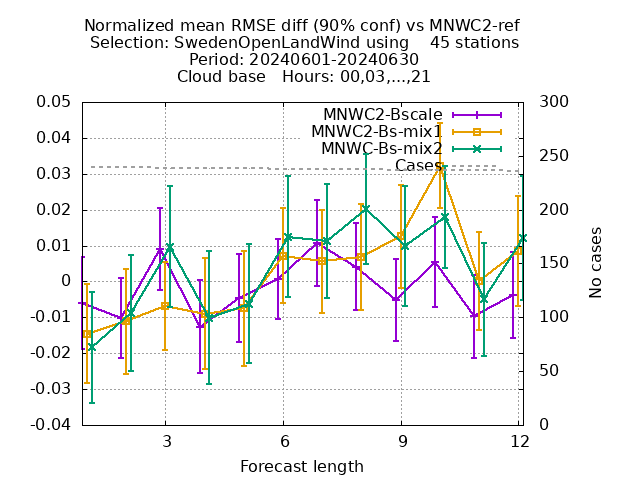 Normalized mean RMSE diff (90% conf) vs MNWC2-ref
Selection: SwedenOpenLandWind using    45 stations
Period: 20240601-20240630
Cloud base   Hours: 00,03,...,21
MNWC2-Bscale
MNWC2-Bs-mix1
MNWC-Bs-mix2
Cases
0.05
0.04
0.03
0.02
0.01
0
-0.01
-0.02
-0.03
-0.04
300
250
200
150
100
50
0
No cases
3
6
9
12
Forecast length